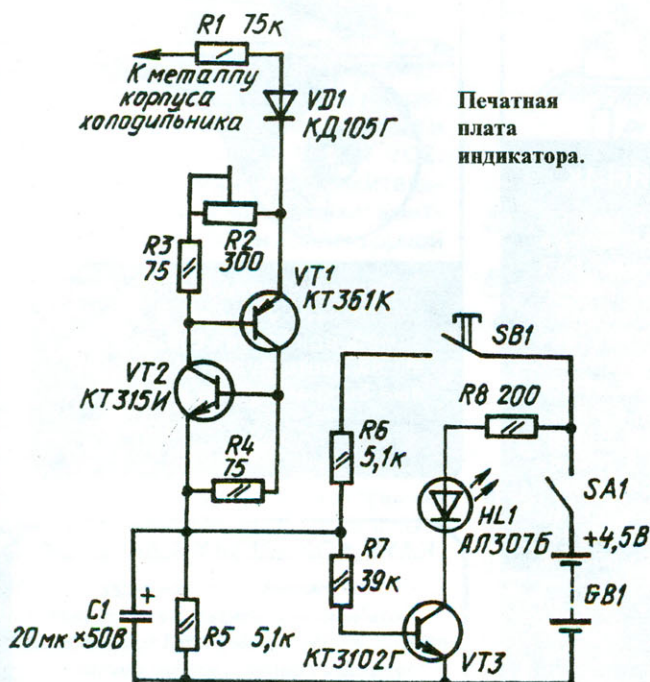 R1 75к
К металлу
корпуса
холодильника
VD1
КД105Г
Печатная
плата
индикатора.
R3
75
R2
300
VT1
КТ361К
VT2
КТ315И
R4
75
SB1
R8 200
R6
5,1к
SA1
HL1
АЛ307Б
+4,5В
R7
39к
GB1
C1
+
20мк×50В
R5 5,1к
КТ3102Г
VT3